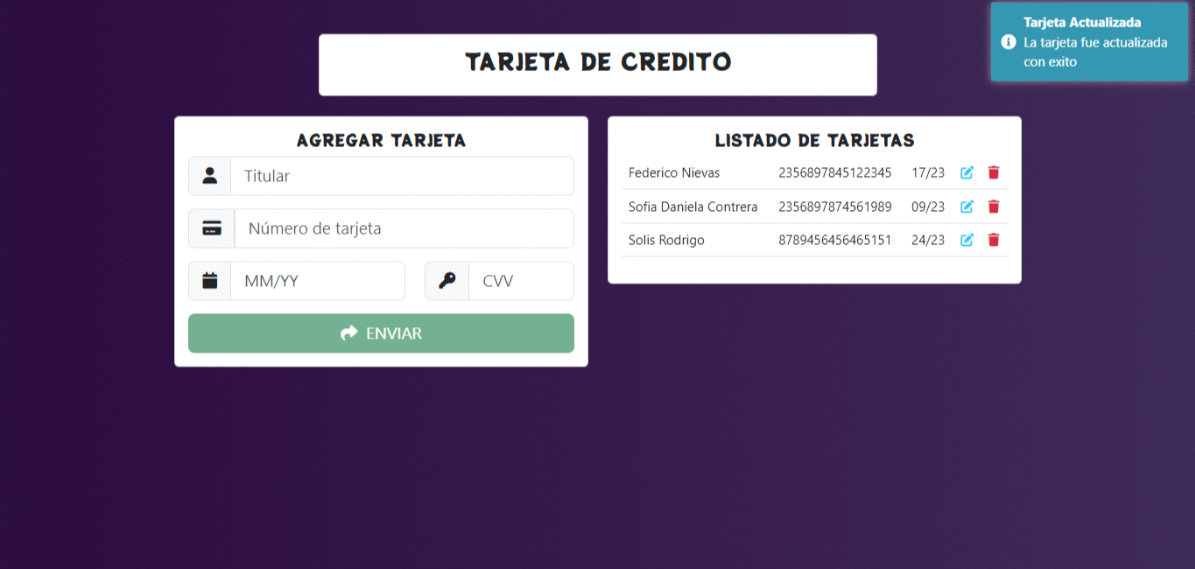 Tarjeta Actualizada
La tarjeta fue actualizada
con exito
TARJETA DE CREDITO
AGREGAR TARJETA
Titular
Número de tarjeta
MM/YY
CVV
ENVIAR
LISTADO DE TARJETAS
Federico Nievas 2356897845122345 17/23
Sofia Daniela Contrera 2356897874561989 09/23
Solis Rodrigo 8789456456465151 24/23